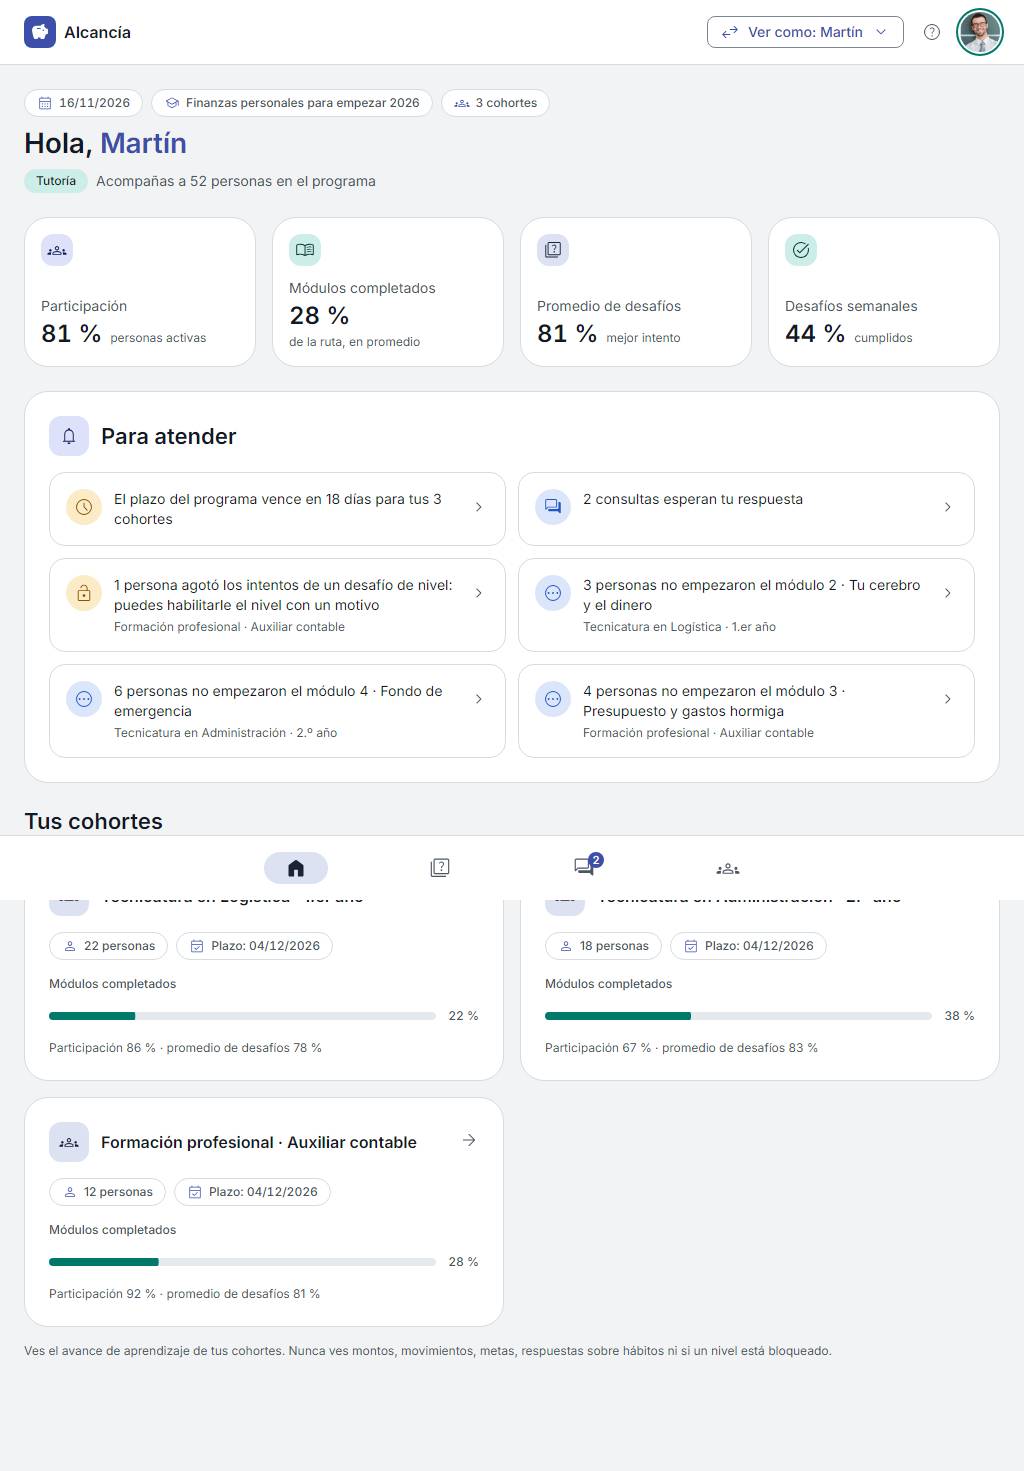 Alcancía
Ver como: Martín
16/11/2026
Finanzas personales para empezar 2026
3 cohortes
Hola, Martín
Tutoría
Acompañas a 52 personas en el programa
Participación
81 % personas activas
Módulos completados
28 %
de la ruta, en promedio
Promedio de desafíos
81 % mejor intento
Desafíos semanales
44 % cumplidos
Para atender
El plazo del programa vence en 18 días para tus 3
cohortes
2 consultas esperan tu respuesta
1 persona agotó los intentos de un desafío de nivel:
puedes habilitarle el nivel con un motivo
Formación profesional · Auxiliar contable
3 personas no empezaron el módulo 2 · Tu cerebro
y el dinero
Tecnicatura en Logística · 1.er año
6 personas no empezaron el módulo 4 · Fondo de
emergencia
Tecnicatura en Administración · 2.º año
4 personas no empezaron el módulo 3 ·
Presupuesto y gastos hormiga
Formación profesional · Auxiliar contable
Tus cohortes
2
22 personas
Plazo: 04/12/2026
Módulos completados
22 %
Participación 86 % · promedio de desafíos 78 %
18 personas
Plazo: 04/12/2026
Módulos completados
38 %
Participación 67 % · promedio de desafíos 83 %
Formación profesional · Auxiliar contable
12 personas
Plazo: 04/12/2026
Módulos completados
28 %
Participación 92 % · promedio de desafíos 81 %
Ves el avance de aprendizaje de tus cohortes. Nunca ves montos, movimientos, metas, respuestas sobre hábitos ni si un nivel está bloqueado.